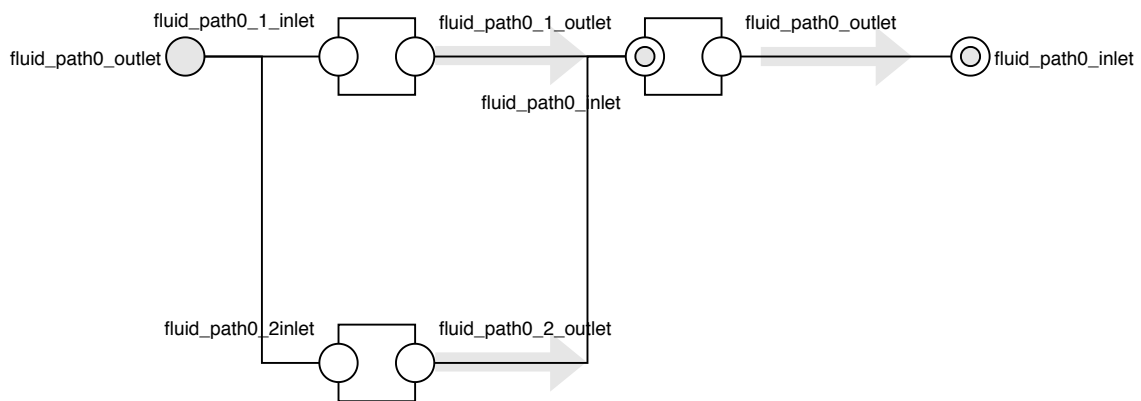 fluid_path0_1_inlet
fluid_path0_1_outlet
fluid_path0_outlet
fluid_path0_outlet
fluid_path0_inlet
fluid_path0_inlet
fluid_path0_2inlet
fluid_path0_2_outlet